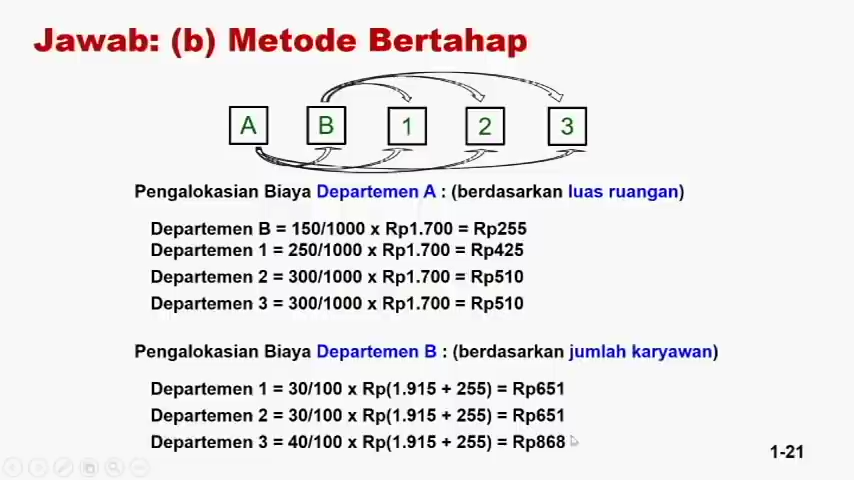 Jawab: (b) Metode Bertahap
A B 1 2 3
Pengalokasian Biaya Departemen A : (berdasarkan luas ruangan)
Departemen B = 150/1000 x Rp1.700 = Rp255
Departemen 1 = 250/1000 x Rp1.700 = Rp425
Departemen 2 = 300/1000 x Rp1.700 = Rp510
Departemen 3 = 300/1000 x Rp1.700 = Rp510
Pengalokasian Biaya Departemen B : (berdasarkan jumlah karyawan)
Departemen 1 = 30/100 x Rp(1.915 + 255) = Rp651
Departemen 2 = 30/100 x Rp(1.915 + 255) = Rp651
Departemen 3 = 40/100 x Rp(1.915 + 255) = Rp868
1-21